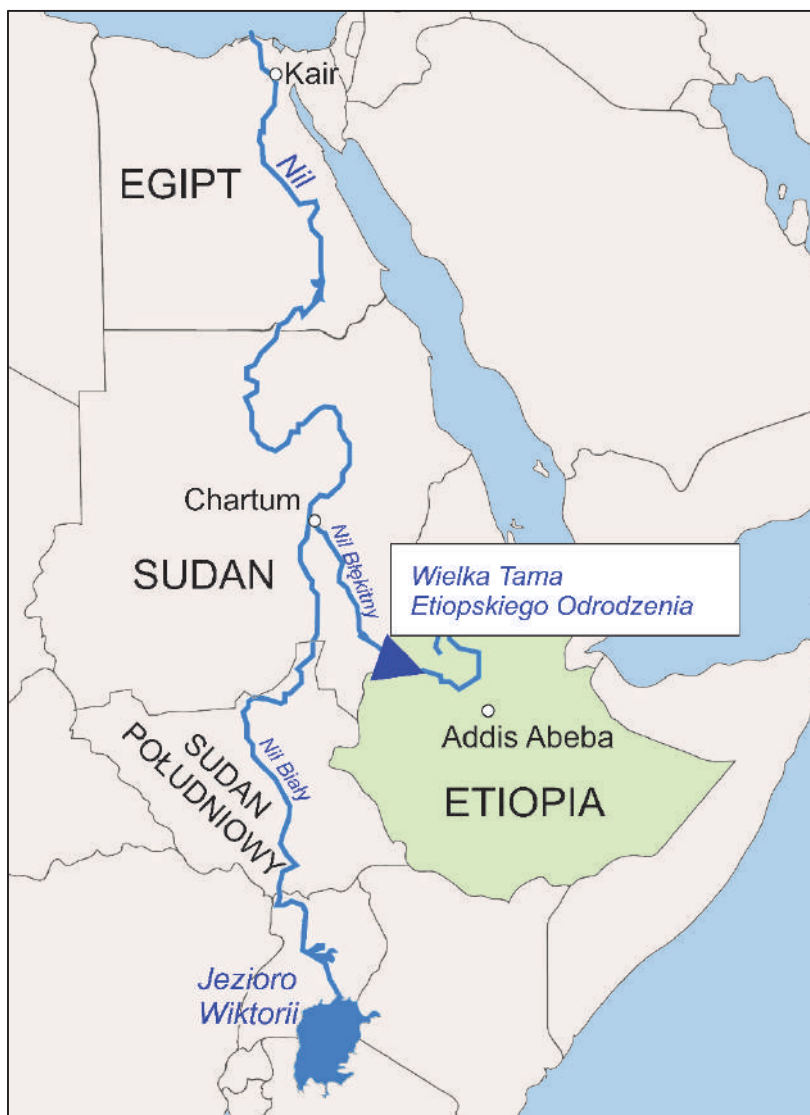 Kair
Nil
EGIPT
Chartum
Nil Błękitny
SUDAN
Wielka Tama
Etiopskiego Odrodzenia
Addis Abeba
Nil Biały
SUDAN
POŁUDNIOWY
ETIOPIA
Jezioro
Wiktorii